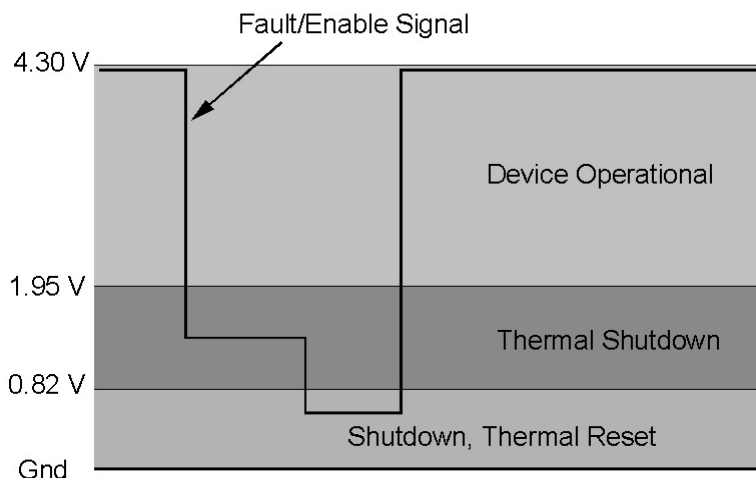 Fault/Enable Signal
4.30 V
Device Operational
1.95 V
Thermal Shutdown
0.82 V
Shutdown, Thermal Reset
Gnd